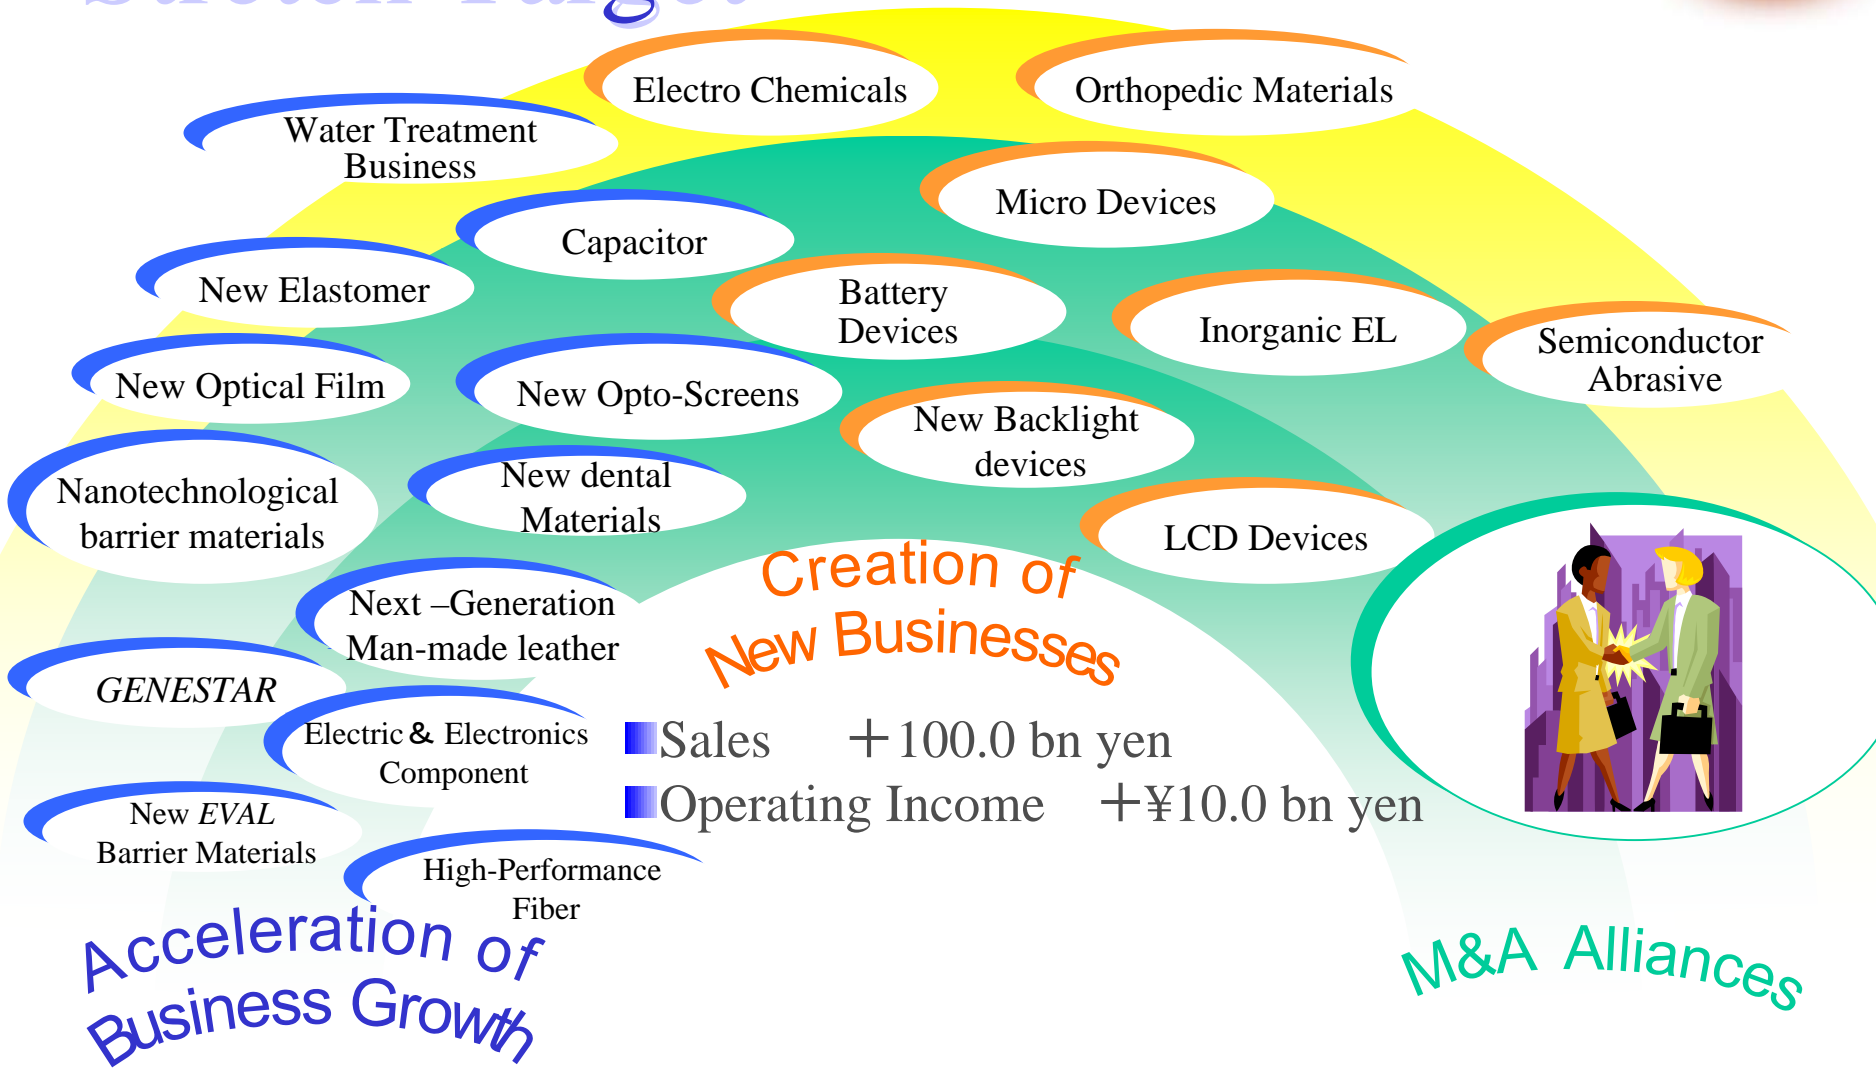 Stretch Target
Electro Chemicals
Orthopedic Materials
Water Treatment
Business
Micro Devices
Capacitor
New Elastomer
Battery
Devices
Inorganic EL
Semiconductor
Abrasive
New Optical Film
New Opto-Screens
New Backlight
devices
Nanotechnological
barrier materials
New dental
Materials
LCD Devices
Creation of
New Businesses
Next –Generation
Man-made leather
GENESTAR
Electric & Electronics
Component
Sales +100.0 bn yen
Operating Income +¥10.0 bn yen
New EVAL
Barrier Materials
High-Performance
Fiber
Acceleration of
Business Growth
M&A Alliances